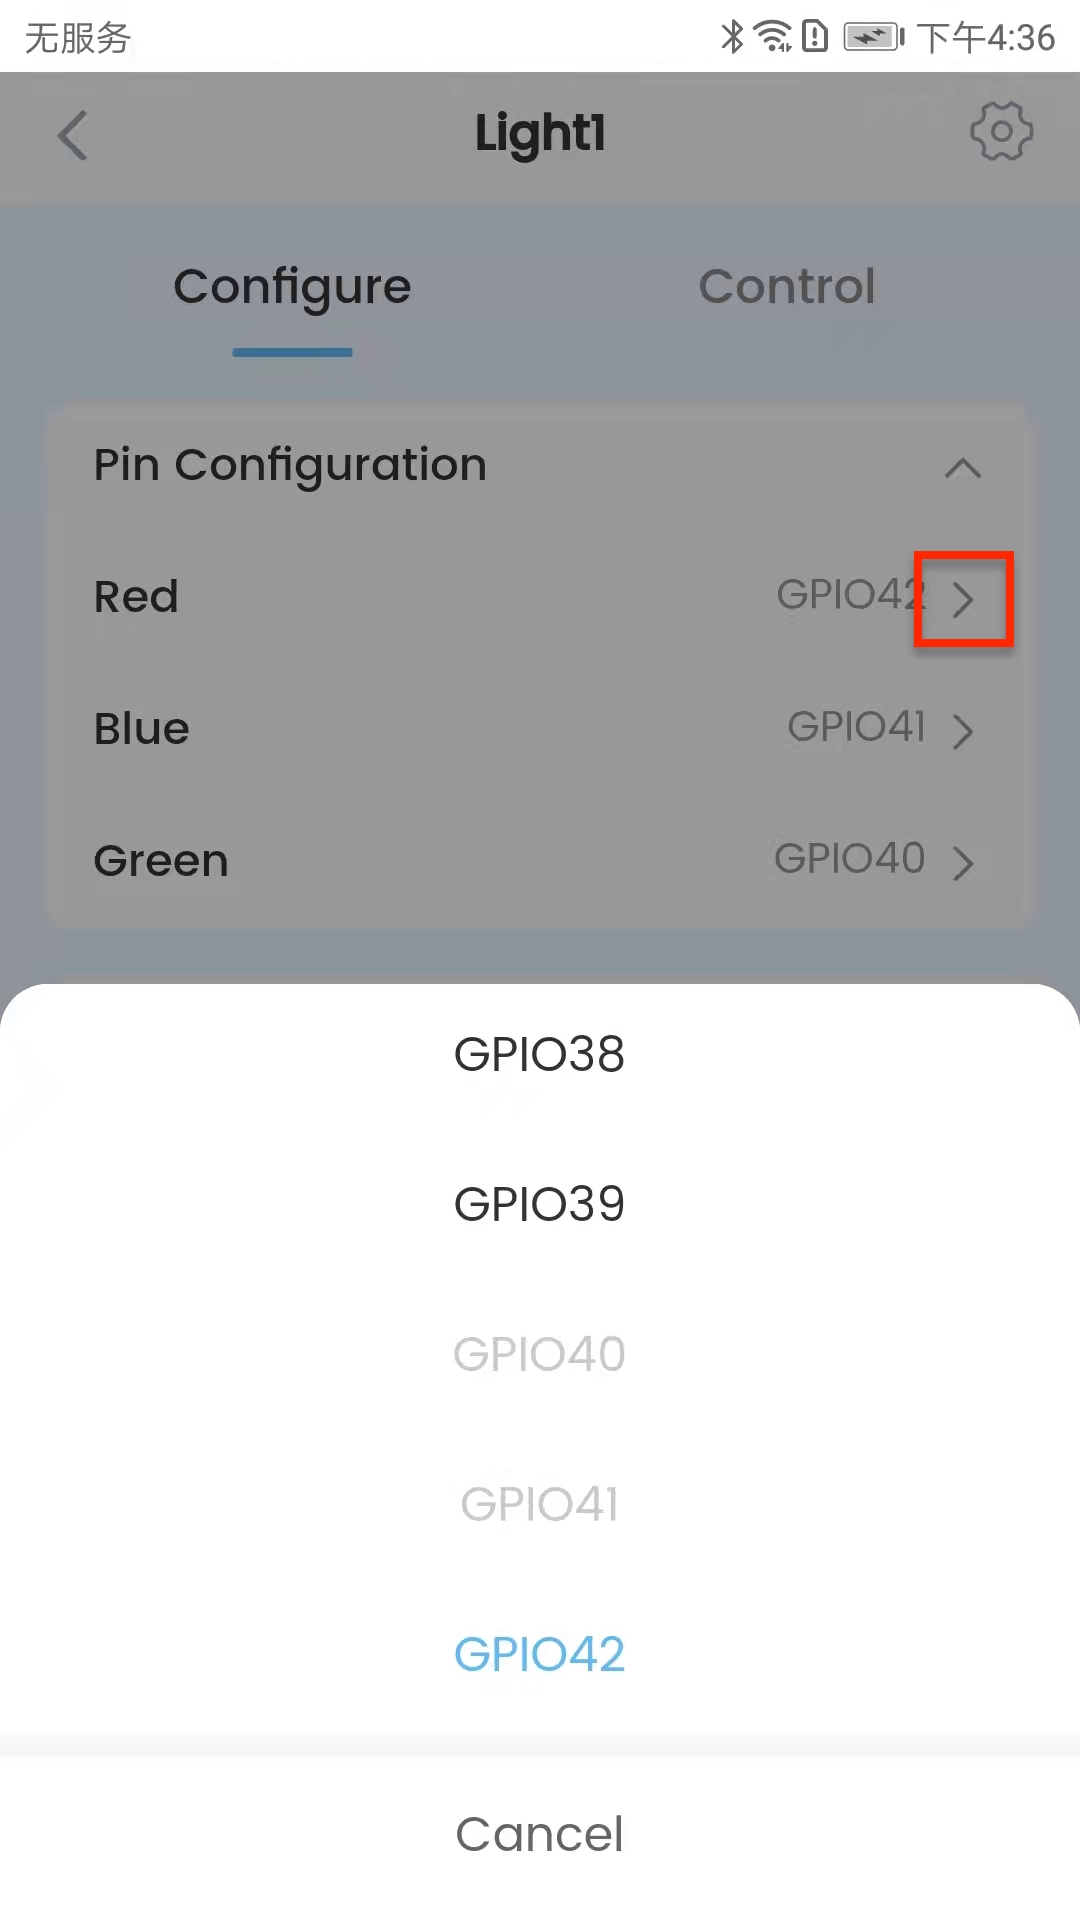 无服务 下午4:36
Light1
Configure Control
Pin Configuration
Red GPIO42
Blue GPIO41
Green GPIO40
GPIO38
GPIO39
GPIO40
GPIO41
GPIO42
Cancel